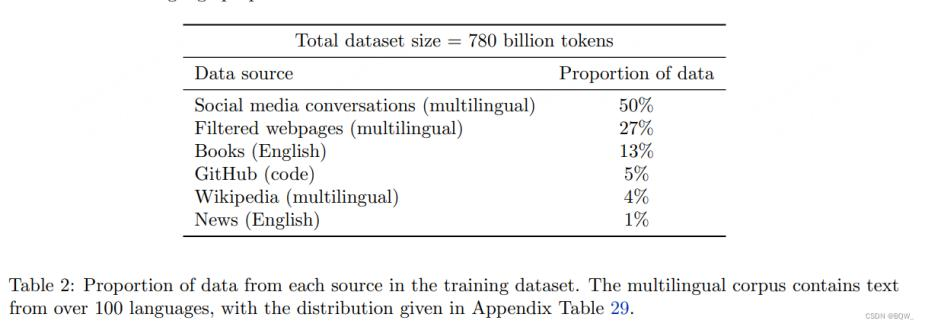 Total dataset size = 780 billion tokens
Data source Proportion of data
Social media conversations (multilingual) 50%
Filtered webpages (multilingual) 27%
Books (English) 13%
GitHub (code) 5%
Wikipedia (multilingual) 4%
News (English) 1%
Table 2: Proportion of data from each source in the training dataset. The multilingual corpus contains text
from over 100 languages, with the distribution given in Appendix Table 29.
CSDN @BQW_